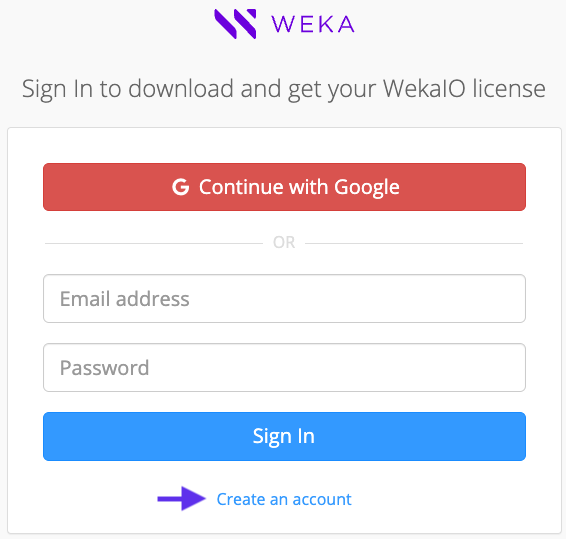 WEKA
Sign In to download and get your WekaIO license
G Continue with Google
OR
Email address
Password
Sign In
Create an account